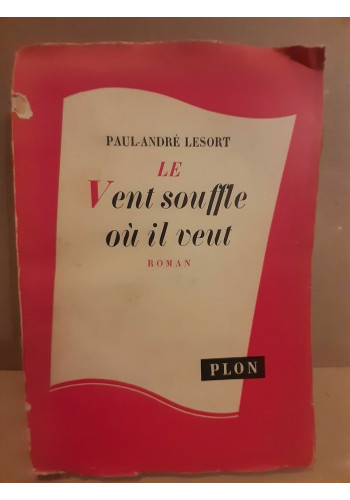 PAUL-ANDRÉ LESORT
LE
Vent souffle
où il veut
ROMAN
PLON